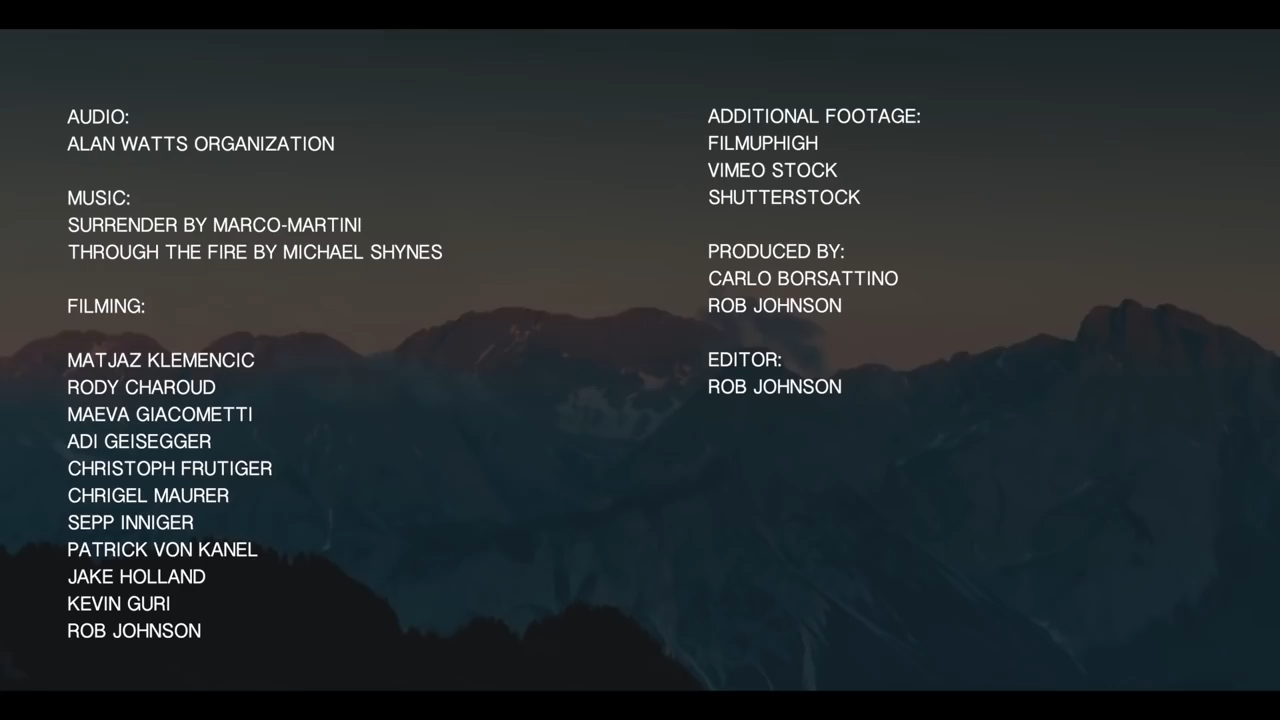 AUDIO:
ALAN WATTS ORGANIZATION
MUSIC:
SURRENDER BY MARCO-MARTINI
THROUGH THE FIRE BY MICHAEL SHYNES
FILMING:
MATJAZ KLEMENCIC
RODY CHAROUD
MAEVA GIACOMETTI
ADI GEISEGGER
CHRISTOPH FRUTIGER
CHRIGEL MAURER
SEPP INNIGER
PATRICK VON KANEL
JAKE HOLLAND
KEVIN GURI
ROB JOHNSON
ADDITIONAL FOOTAGE:
FILMUPHIGH
VIMEO STOCK
SHUTTERSTOCK
PRODUCED BY:
CARLO BORSATTINO
ROB JOHNSON
EDITOR:
ROB JOHNSON